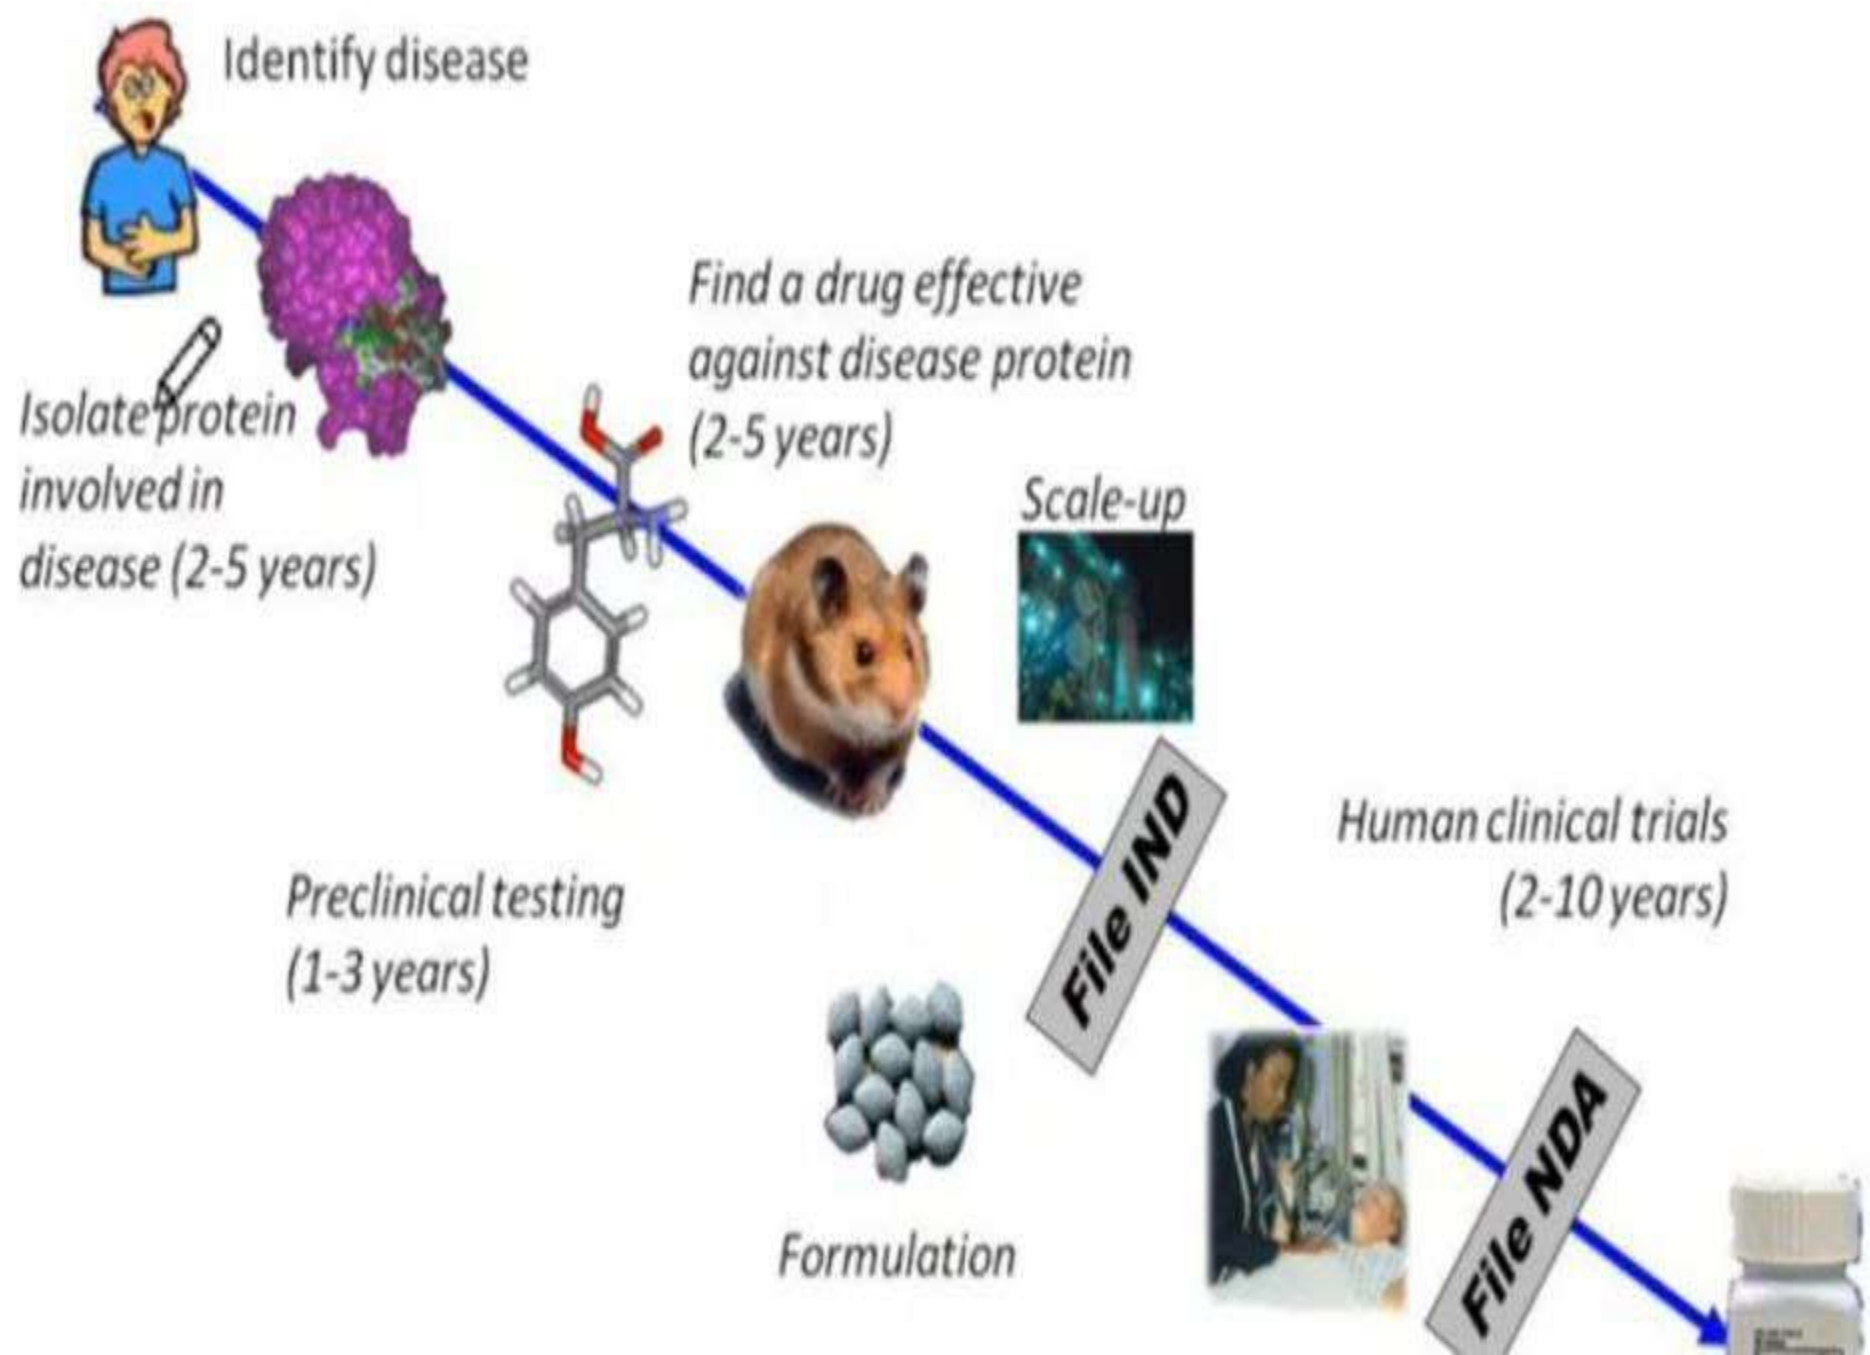 Identify disease
Isolate protein
involved in
disease (2-5 years)
Find a drug effective
against disease protein
(2-5 years)
Scale-up
Preclinical testing
(1-3 years)
File IND
Human clinical trials
(2-10 years)
Formulation
File NDA